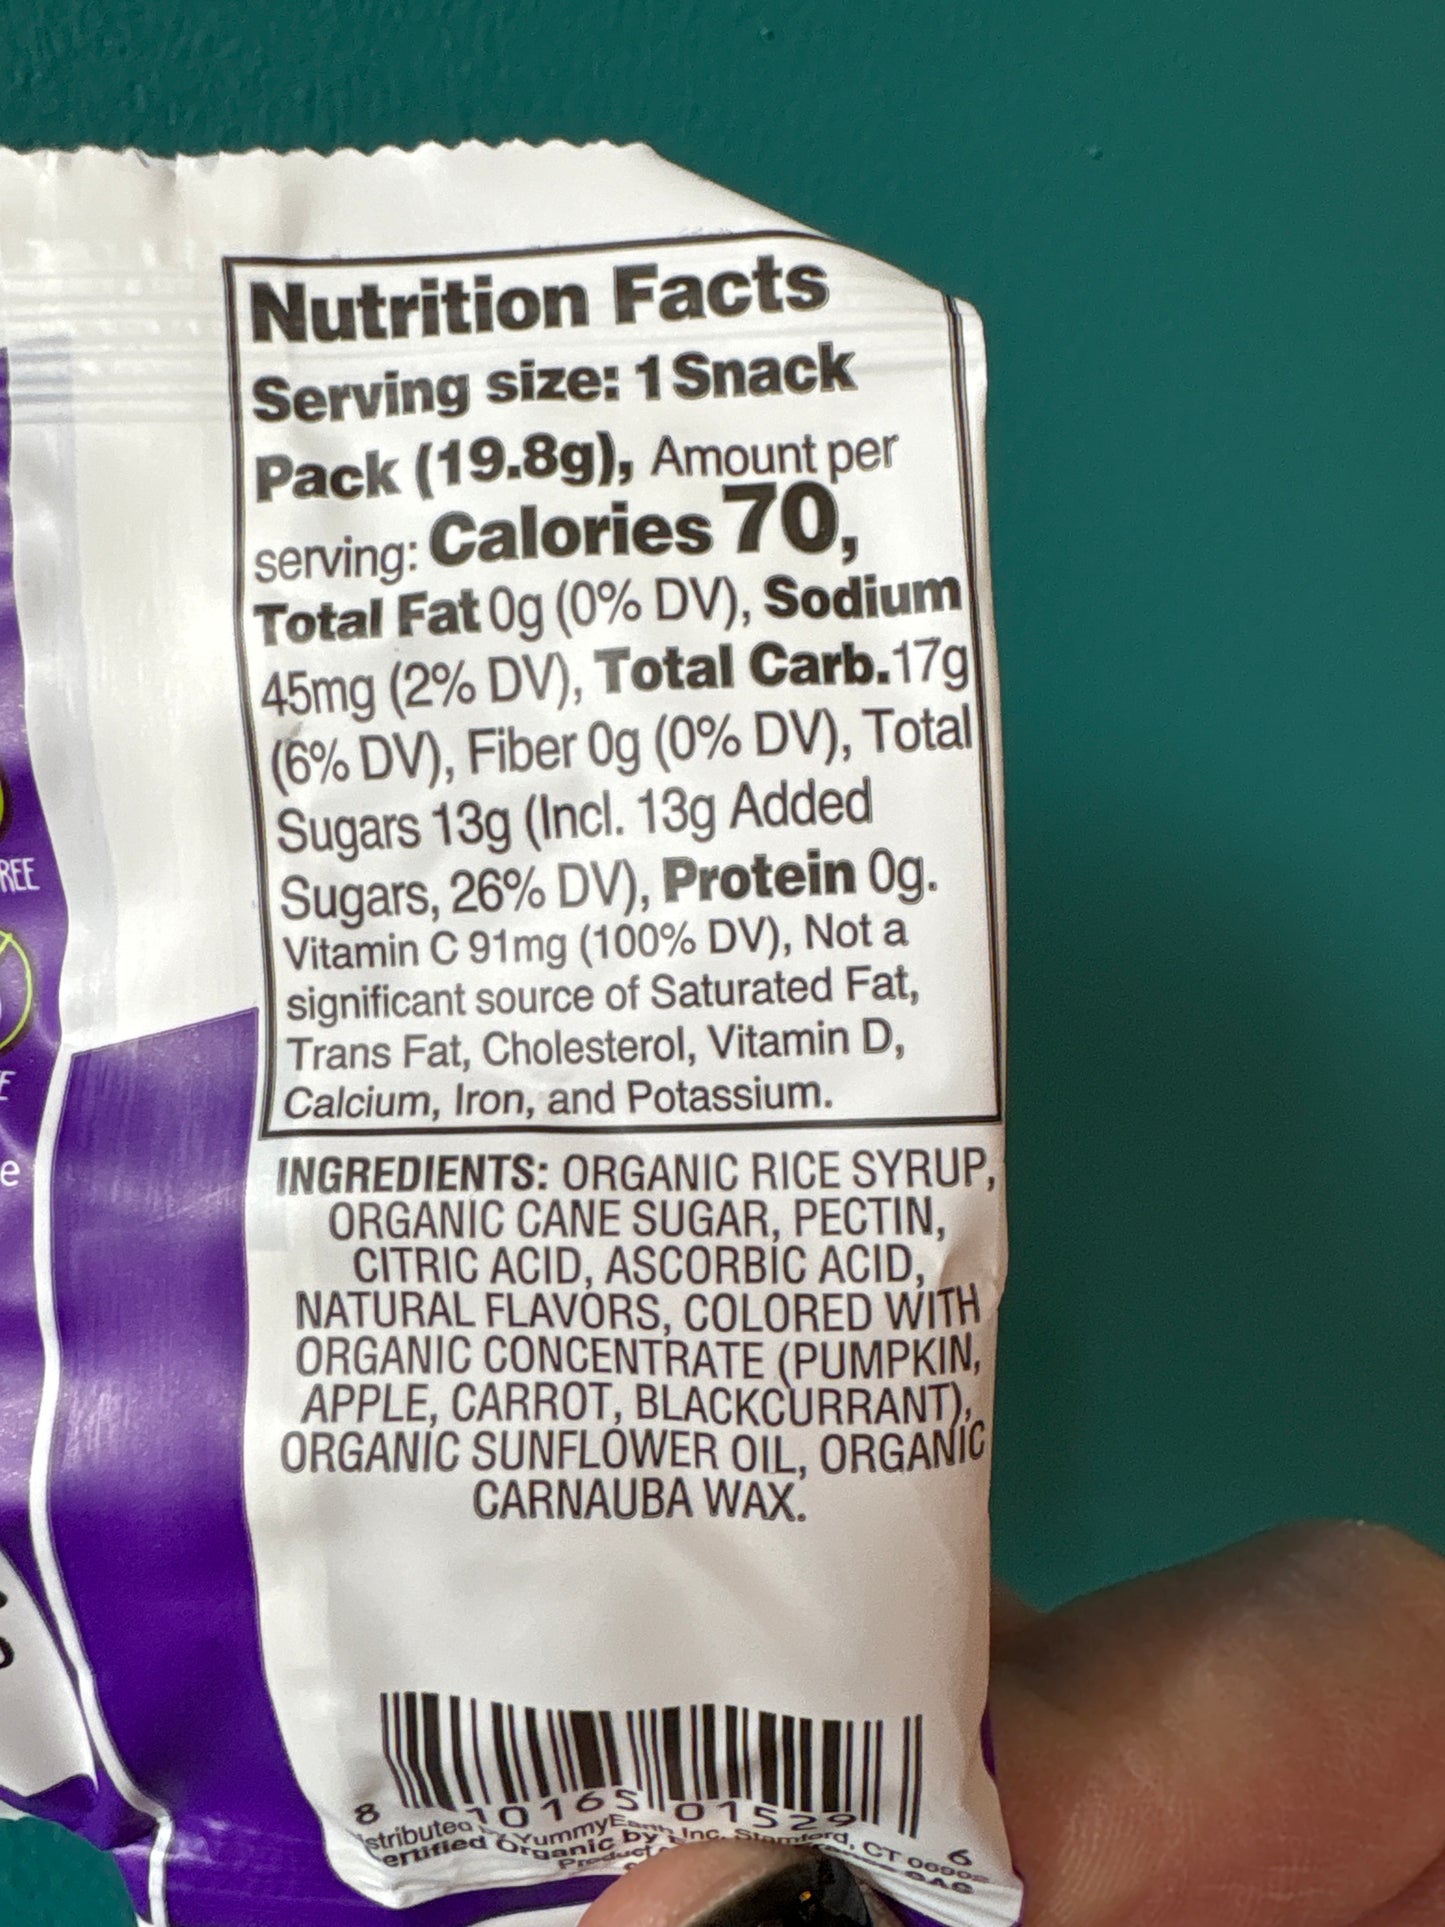 Nutrition Facts
Serving size: 1 Snack
Pack (19.8g), Amount per
serving: Calories 70,
Total Fat 0g (0% DV), Sodium
45mg (2% DV), Total Carb. 17g
(6% DV), Fiber 0g (0% DV), Total
Sugars 13g (Incl. 13g Added
Sugars, 26% DV), Protein 0g.
Vitamin C 91mg (100% DV), Not a
significant source of Saturated Fat,
Trans Fat, Cholesterol, Vitamin D,
Calcium, Iron, and Potassium.
INGREDIENTS: ORGANIC RICE SYRUP,
ORGANIC CANE SUGAR, PECTIN,
CITRIC ACID, ASCORBIC ACID,
NATURAL FLAVORS, COLORED WITH
ORGANIC CONCENTRATE (PUMPKIN,
APPLE, CARROT, BLACKCURRANT),
ORGANIC SUNFLOWER OIL, ORGANIC
CARNAUBA WAX.
8 10165 01529 6
YummyEarth Inc. Stamford, CT
Organic by
REE